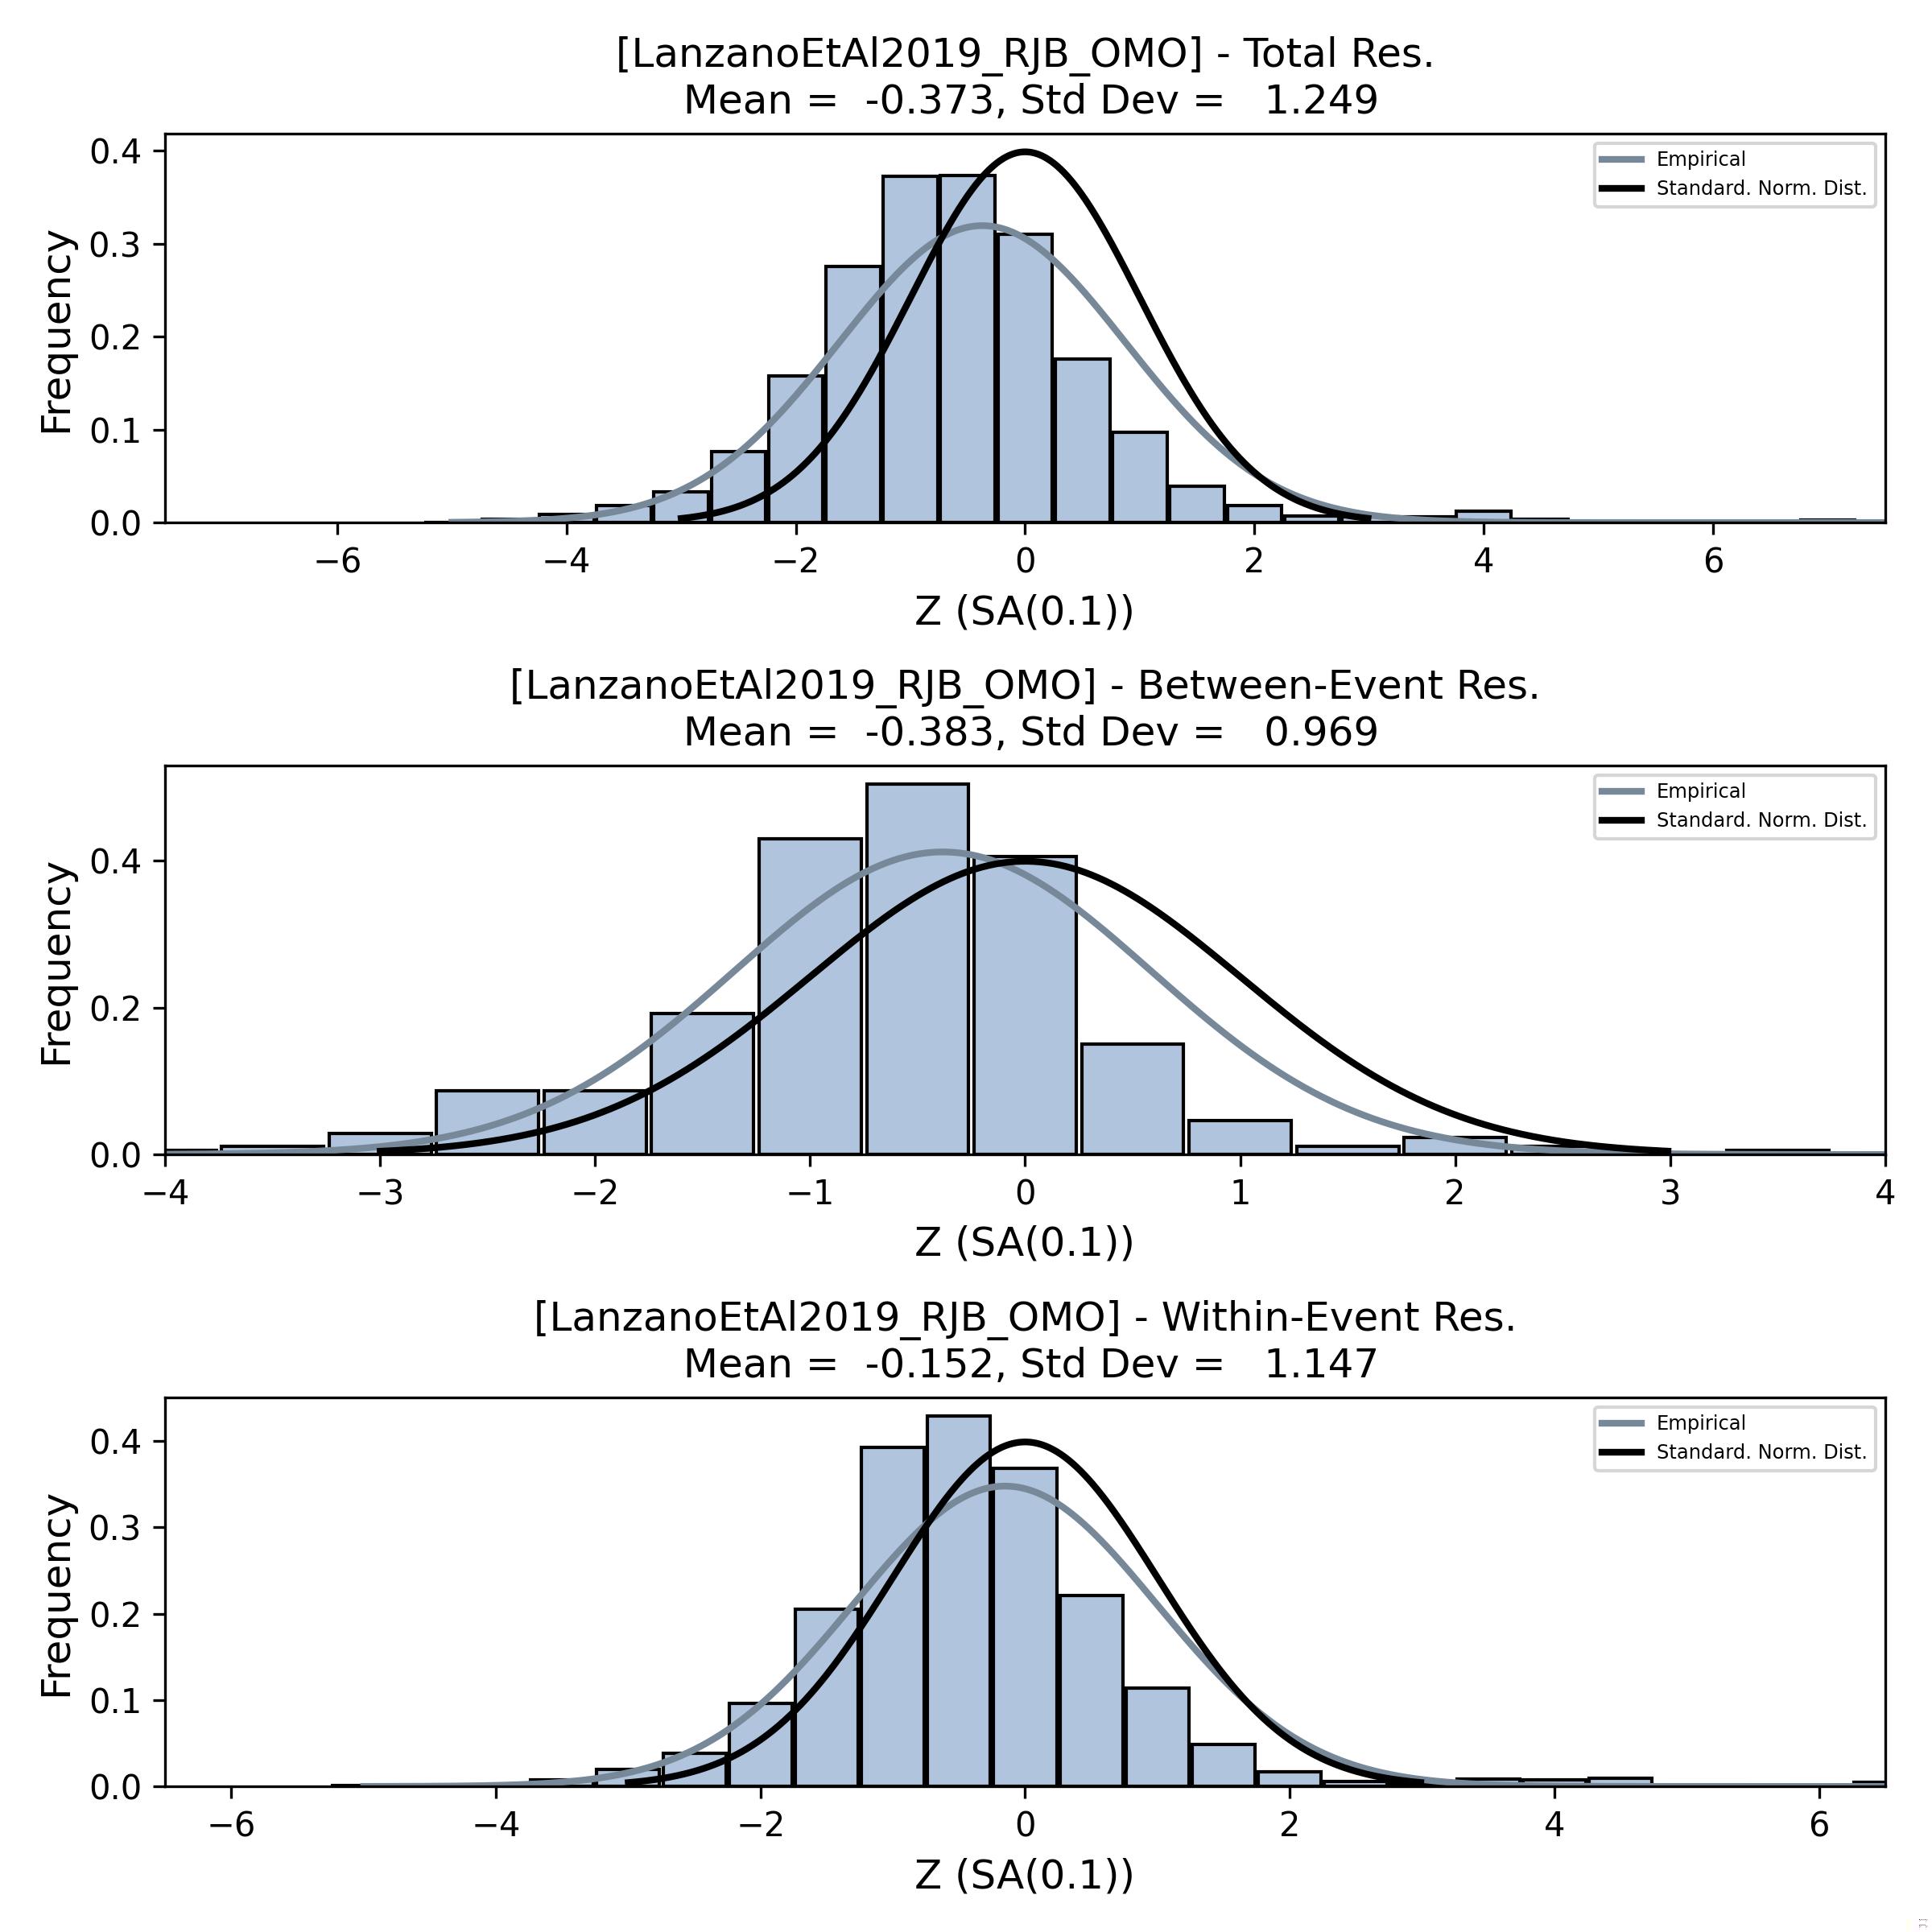 [LanzanoEtAl2019_RJB_OMO] - Total Res.
Mean =  -0.373, Std Dev =   1.249
Frequency
0.4
0.3
0.2
0.1
0.0
Empirical
Standard. Norm. Dist.
−6 −4 −2 0 2 4 6
Z (SA(0.1))
[LanzanoEtAl2019_RJB_OMO] - Between-Event Res.
Mean =  -0.383, Std Dev =   0.969
Frequency
0.4
0.2
0.0
Empirical
Standard. Norm. Dist.
−4 −3 −2 −1 0 1 2 3 4
Z (SA(0.1))
[LanzanoEtAl2019_RJB_OMO] - Within-Event Res.
Mean =  -0.152, Std Dev =   1.147
Frequency
0.4
0.3
0.2
0.1
0.0
Empirical
Standard. Norm. Dist.
−6 −4 −2 0 2 4 6
Z (SA(0.1))